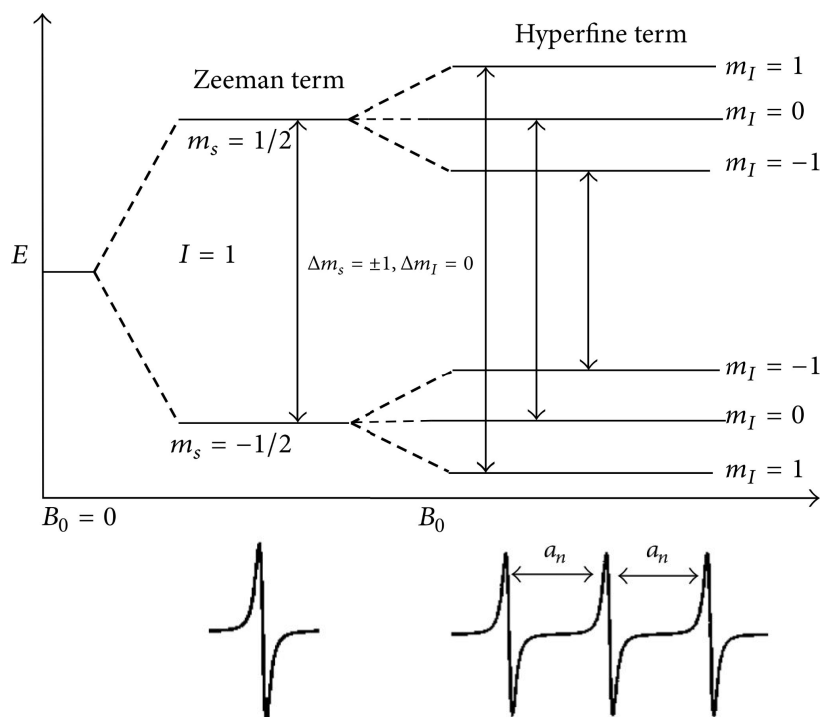 Hyperfine term
Zeeman term
m_I = 1
m_I = 0
m_s = 1/2
m_I = −1
E
I = 1
Δm_s = ±1, Δm_I = 0
m_I = −1
m_I = 0
m_s = −1/2
m_I = 1
B_0 = 0
B_0
a_n
a_n